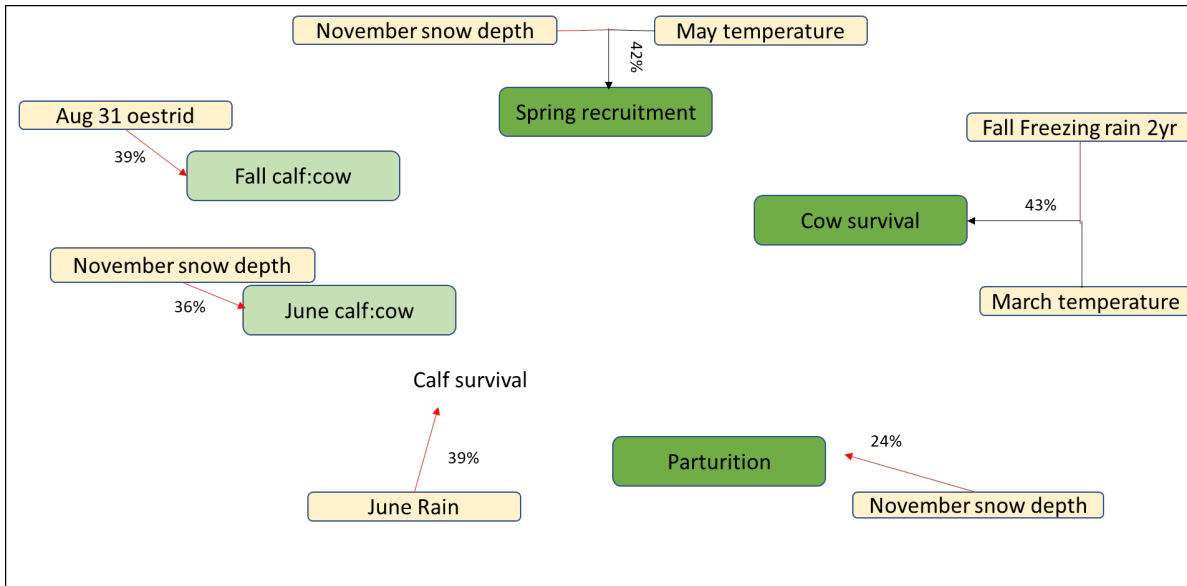 November snow depth
May temperature
42%
Spring recruitment
Aug 31 oestrid
39%
Fall calf:cow
Fall Freezing rain 2yr
43%
Cow survival
March temperature
November snow depth
36%
June calf:cow
Calf survival
39%
June Rain
24%
Parturition
November snow depth